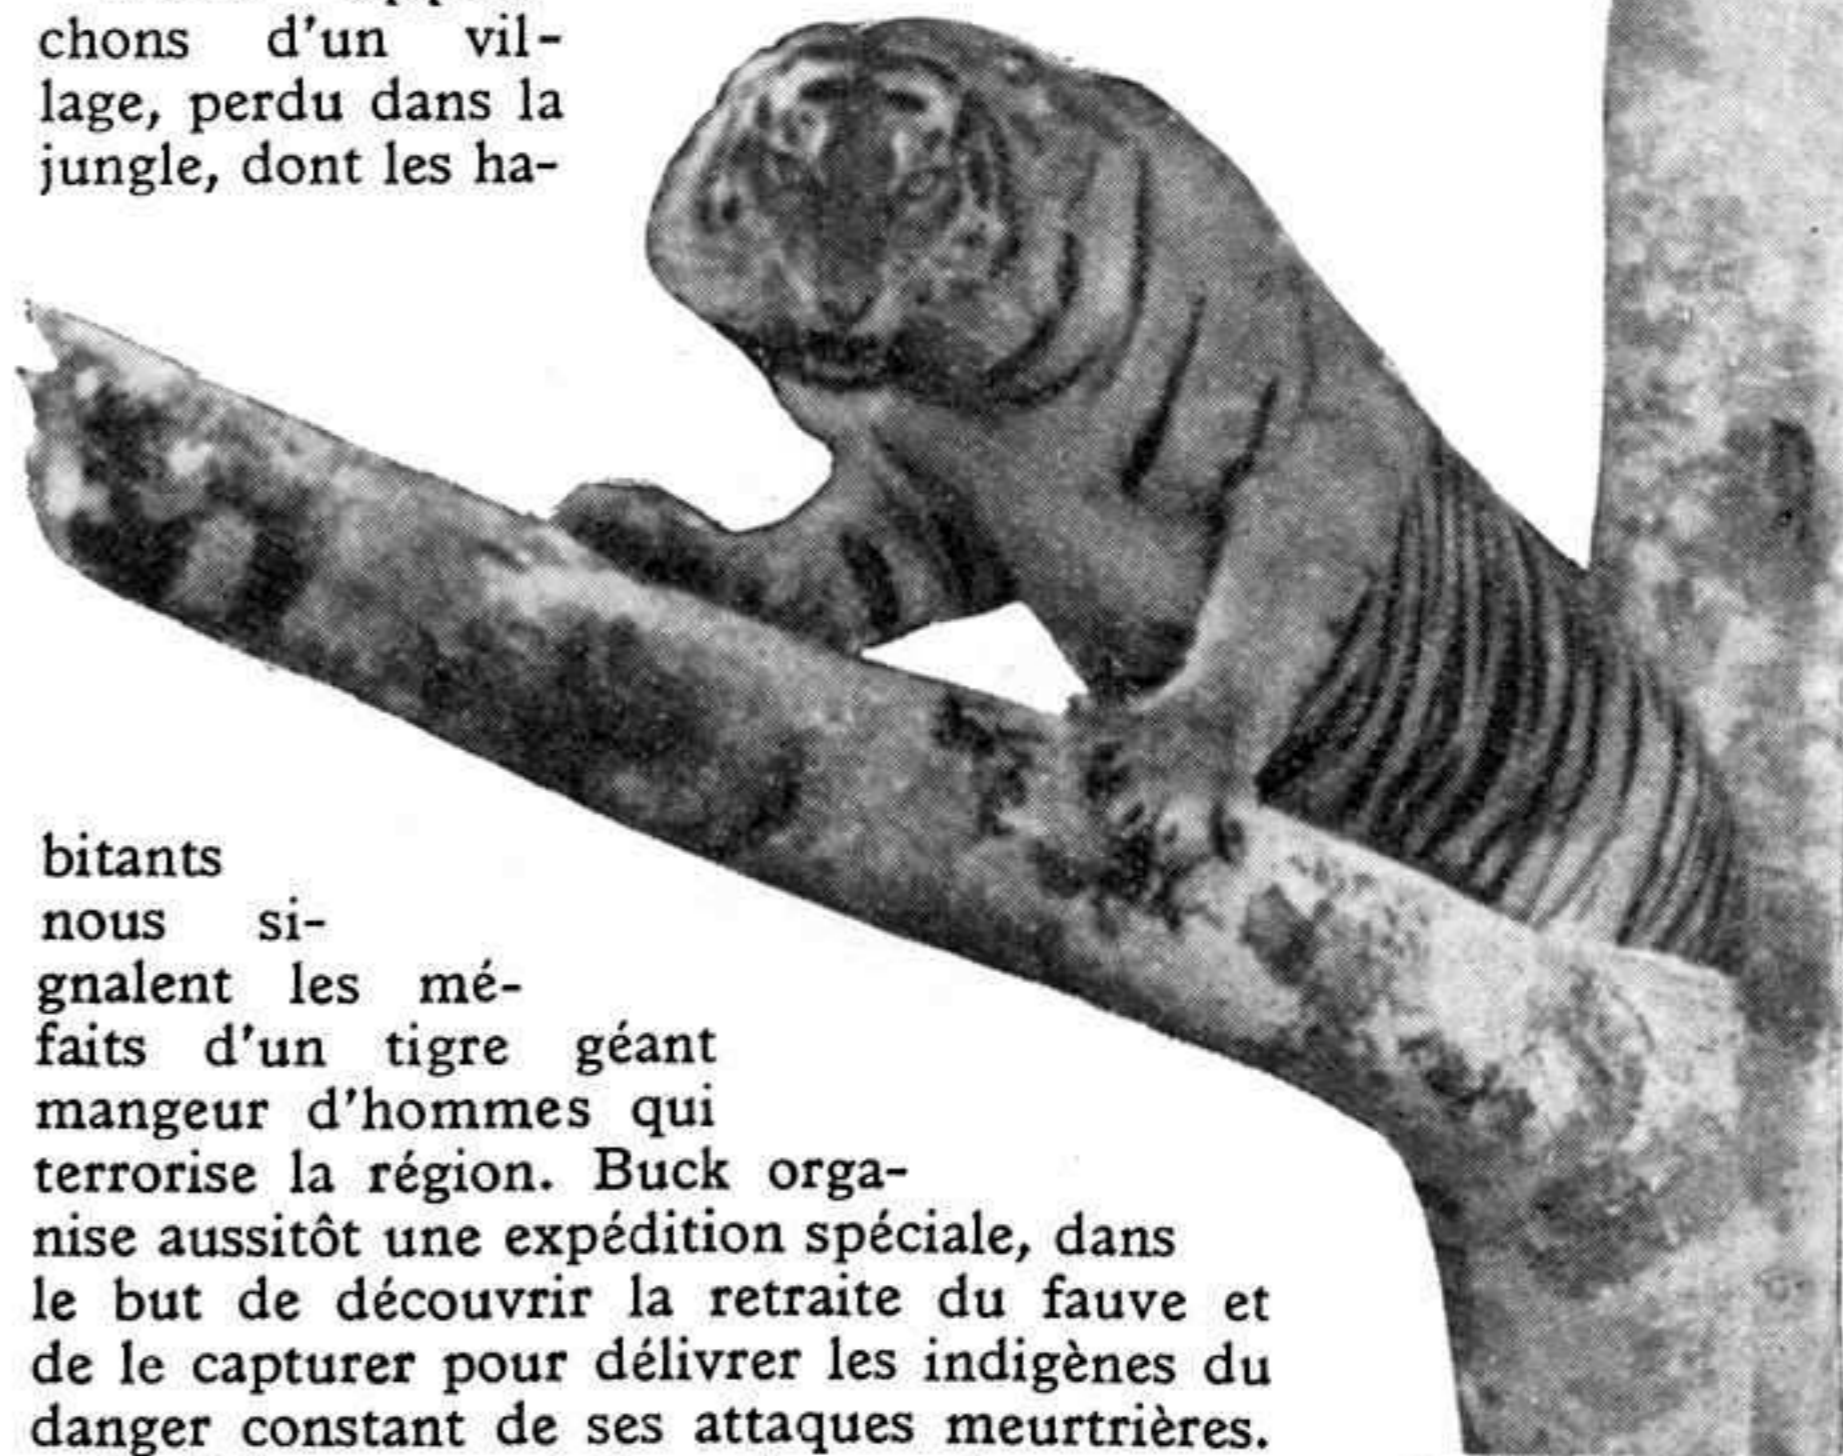 chons d'un vil-
lage, perdu dans la
jungle, dont les ha-
bitants
nous si-
gnalent les mé-
faits d'un tigre géant
mangeur d'hommes qui
terrorise la région. Buck orga-
nise aussitôt une expédition spéciale, dans
le but de découvrir la retraite du fauve et
de le capturer pour délivrer les indigènes du
danger constant de ses attaques meurtrières.